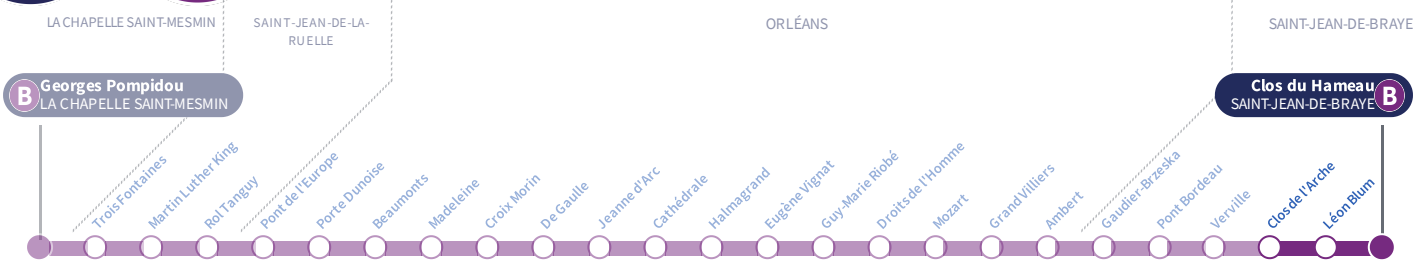 LA CHAPELLE SAINT-MESMIN
SAINT-JEAN-DE-LA-
RUELLE
ORLÉANS
SAINT-JEAN-DE-BRAYE
B
Georges Pompidou
LA CHAPELLE SAINT-MESMIN
Clos du Hameau
SAINT-JEAN-DE-BRAYE
B
Trois Fontaines
Martin Luther King
Rol Tanguy
Pont de l'Europe
Porte Dunoise
Beaumonts
Madeleine
Croix Morin
De Gaulle
Jeanne d'Arc
Cathédrale
Halmagrand
Eugène Vignat
Guy-Marie Riobé
Droits de l'Homme
Mozart
Grand Villiers
Ambert
Gaudier-Brzeska
Pont Bordeau
Verville
Clos de l'Arche
Léon Blum